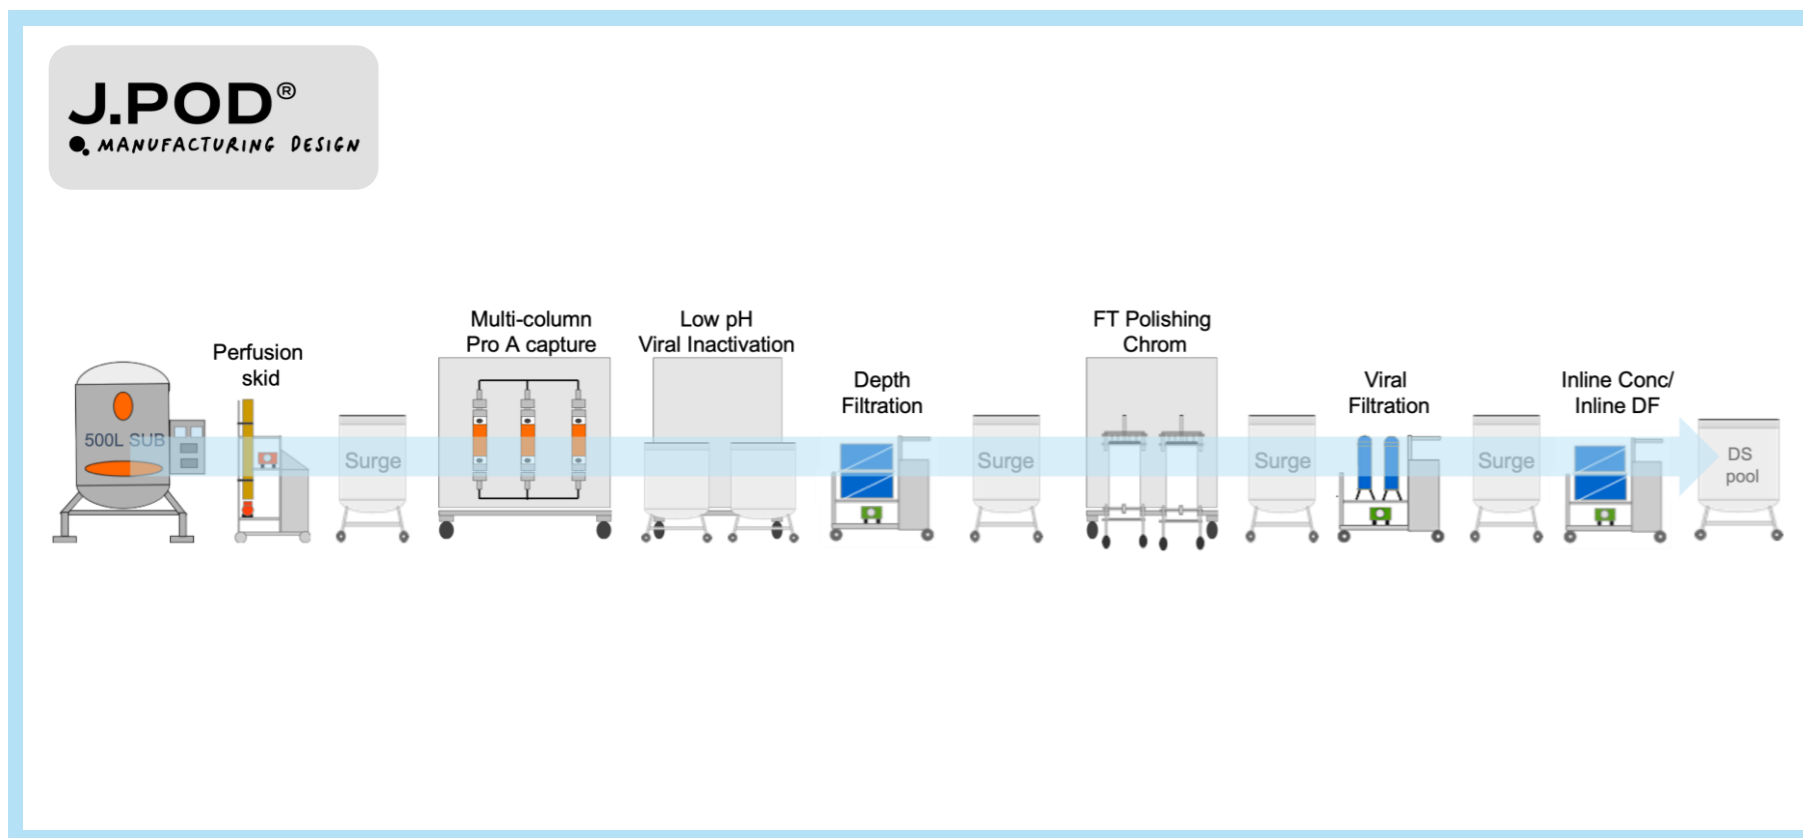 J.POD®
MANUFACTURING DESIGN
500L SUB
Perfusion
skid
Surge
Multi-column
Pro A capture
Low pH
Viral Inactivation
Depth
Filtration
Surge
FT Polishing
Chrom
Surge
Viral
Filtration
Surge
Inline Conc/
Inline DF
DS
pool